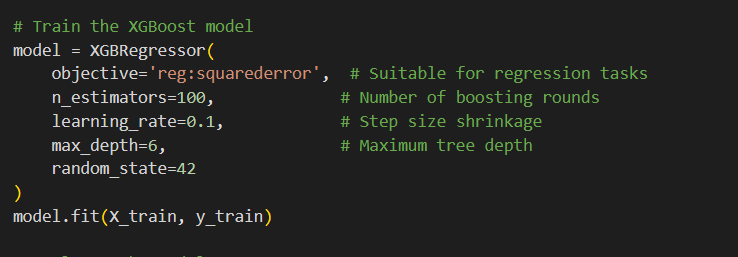 # Train the XGBoost model
model = XGBRegressor(
    objective='reg:squarederror',  # Suitable for regression tasks
    n_estimators=100,             # Number of boosting rounds
    learning_rate=0.1,            # Step size shrinkage
    max_depth=6,                  # Maximum tree depth
    random_state=42
)
model.fit(X_train, y_train)